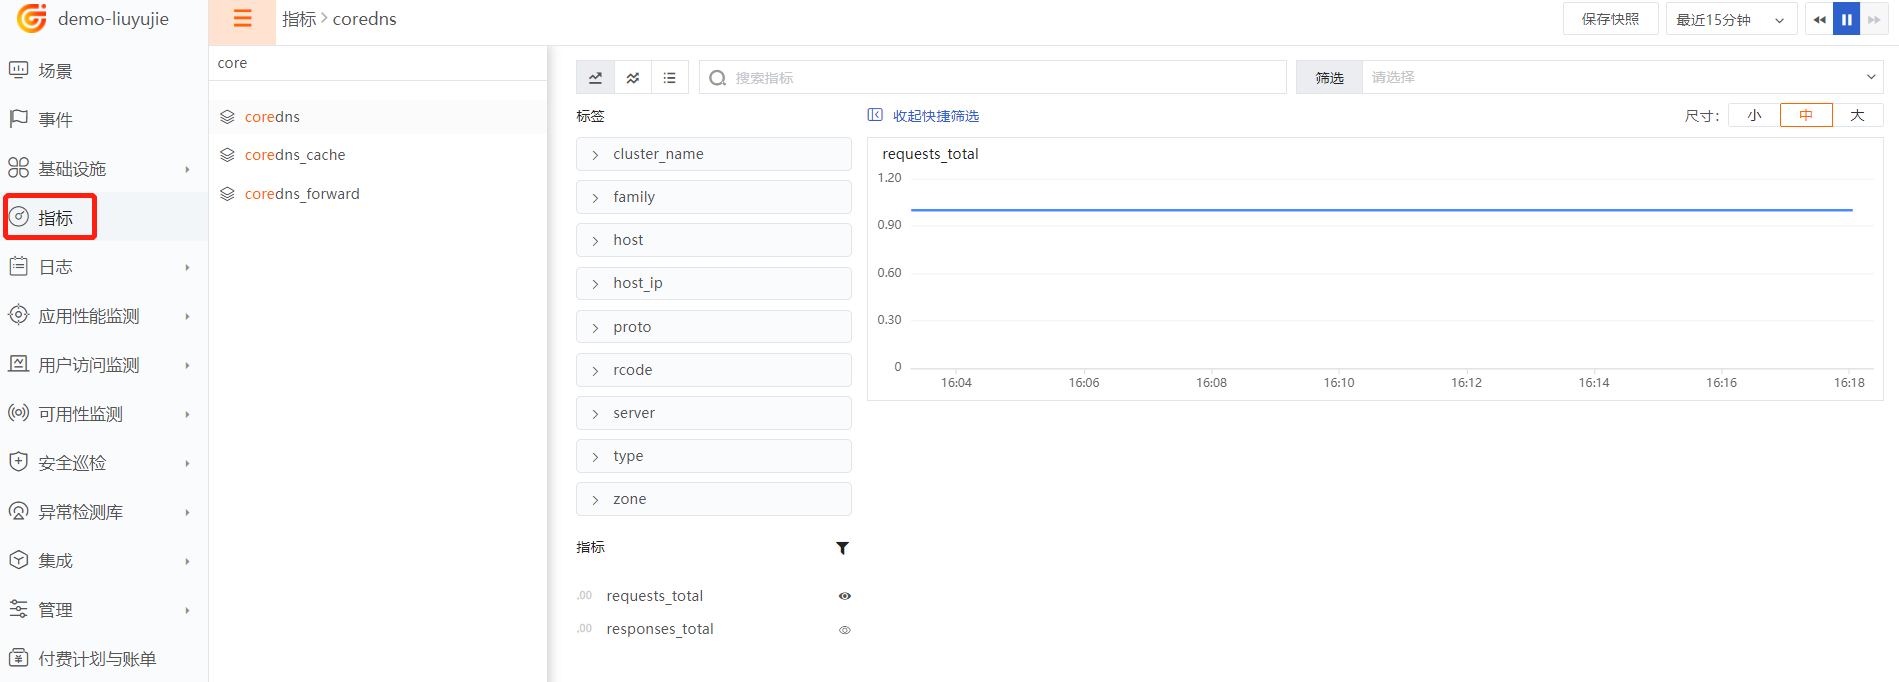 demo-liuyujie
场景
事件
基础设施
指标
日志
应用性能监测
用户访问监测
可用性监测
安全巡检
异常检测库
集成
管理
付费计划与账单
指标 > coredns
保存快照
最近15分钟
core
coredns
coredns_cache
coredns_forward
搜索指标
筛选
请选择
标签
收起快捷筛选
尺寸:
小
中
大
cluster_name
family
host
host_ip
proto
rcode
server
type
zone
指标
.00 requests_total
.00 responses_total
requests_total
1.20
0.90
0.60
0.30
0
16:04 16:06 16:08 16:10 16:12 16:14 16:16 16:18